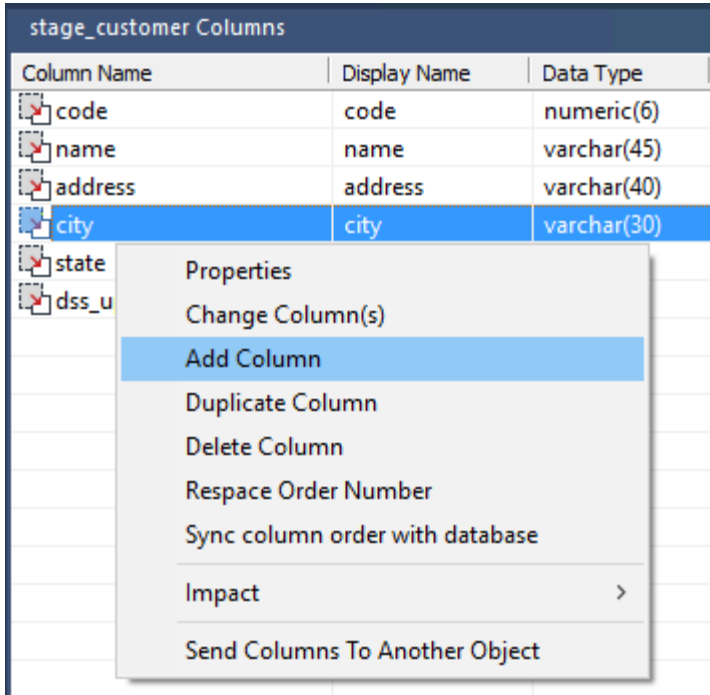 stage_customer Columns
Column Name Display Name Data Type
code code numeric(6)
name name varchar(45)
address address varchar(40)
city city varchar(30)
state
Properties
Change Column(s)
Add Column
Duplicate Column
Delete Column
Respace Order Number
Sync column order with database
Impact
Send Columns To Another Object